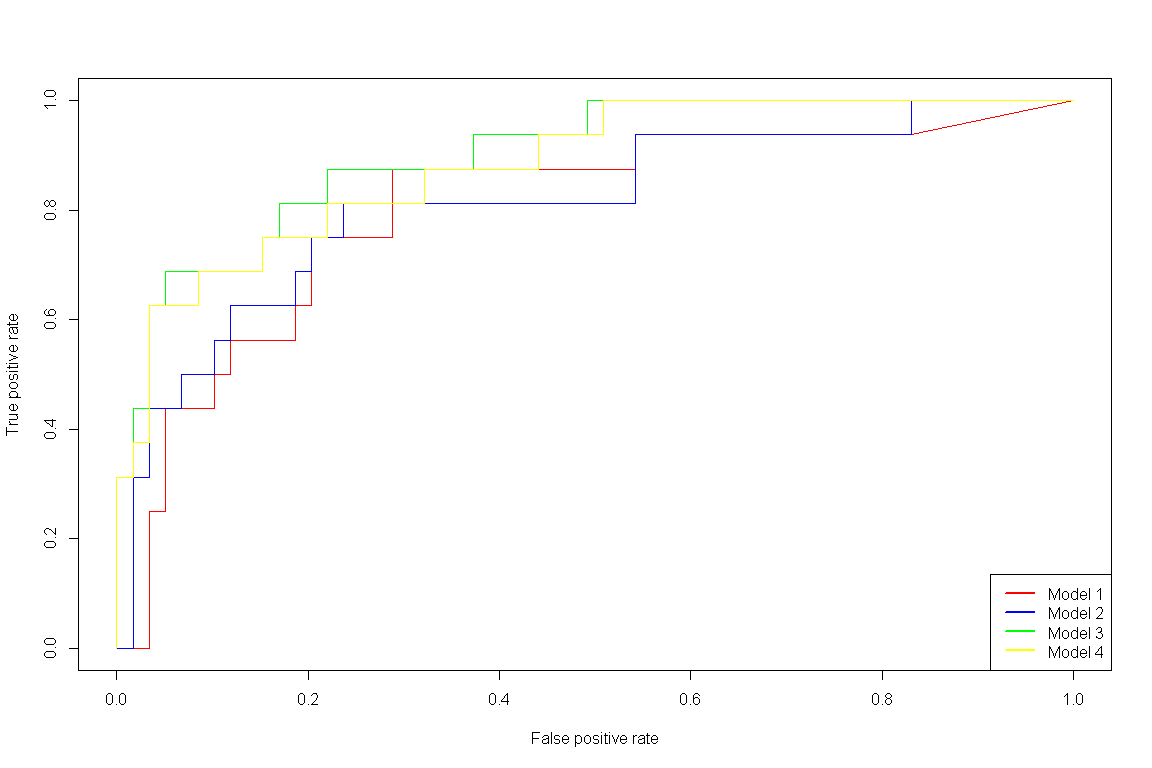 True positive rate
1.0
0.8
0.6
0.4
0.2
0.0
Model 1
Model 2
Model 3
Model 4
0.0 0.2 0.4 0.6 0.8 1.0
False positive rate